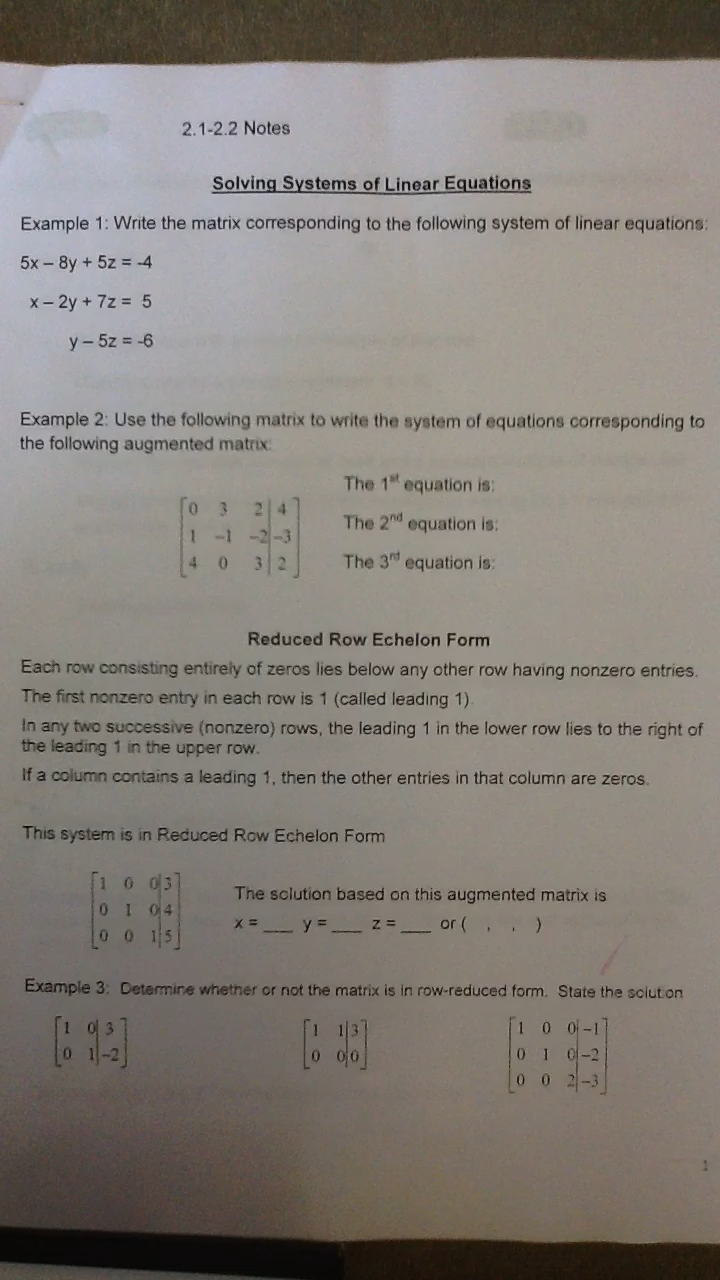 2.1-2.2 Notes
Solving Systems of Linear Equations
Example 1: Write the matrix corresponding to the following system of linear equations:
5x – 8y + 5z = -4
x – 2y + 7z = 5
y – 5z = -6
Example 2: Use the following matrix to write the system of equations corresponding to
the following augmented matrix:
The 1st equation is:
0 3 2 | 4
The 2nd equation is:
1 -1 -2 | -3
The 3rd equation is:
4 0 3 | 2
Reduced Row Echelon Form
Each row consisting entirely of zeros lies below any other row having nonzero entries.
The first nonzero entry in each row is 1 (called leading 1).
In any two successive (nonzero) rows, the leading 1 in the lower row lies to the right of
the leading 1 in the upper row.
If a column contains a leading 1, then the other entries in that column are zeros.
This system is in Reduced Row Echelon Form
1 0 0 | 3
0 1 0 | 4
0 0 1 | 5
The solution based on this augmented matrix is
x = ___ y = ___ z = ___ or ( , , )
Example 3: Determine whether or not the matrix is in row-reduced form. State the solution
1 0 | 3
0 1 | -2
1 1 | 3
0 0 | 0
1 0 0 | -1
0 1 0 | -2
0 0 2 | -3
1